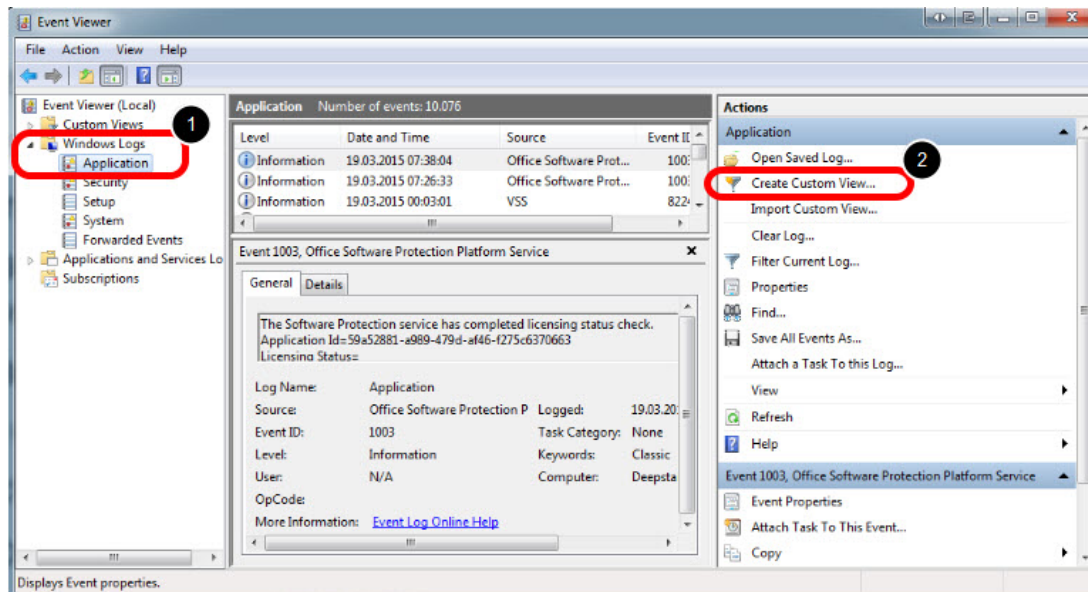 Event Viewer
File Action View Help
Event Viewer (Local)
Custom Views
Windows Logs
Application
Security
Setup
System
Forwarded Events
Applications and Services Lo
Subscriptions
1
Application Number of events: 10.076
Level Date and Time Source Event II
Information 19.03.2015 07:38:04 Office Software Prot... 100
Information 19.03.2015 07:26:33 Office Software Prot... 100
Information 19.03.2015 00:03:01 VSS 822
Event 1003, Office Software Protection Platform Service
General Details
The Software Protection service has completed licensing status check.
Application Id=59a52881-a989-479d-af46-f275c6370663
Licensing Status=
Log Name: Application
Source: Office Software Protection P Logged: 19.03.20
Event ID: 1003 Task Category: None
Level: Information Keywords: Classic
User: N/A Computer: Deepsta
OpCode:
More Information: Event Log Online Help
Actions
Application
Open Saved Log...
2
Create Custom View...
Import Custom View...
Clear Log...
Filter Current Log...
Properties
Find...
Save All Events As...
Attach a Task To this Log...
View
Refresh
Help
Event 1003, Office Software Protection Platform Service
Event Properties
Attach Task To This Event...
Copy
Displays Event properties.